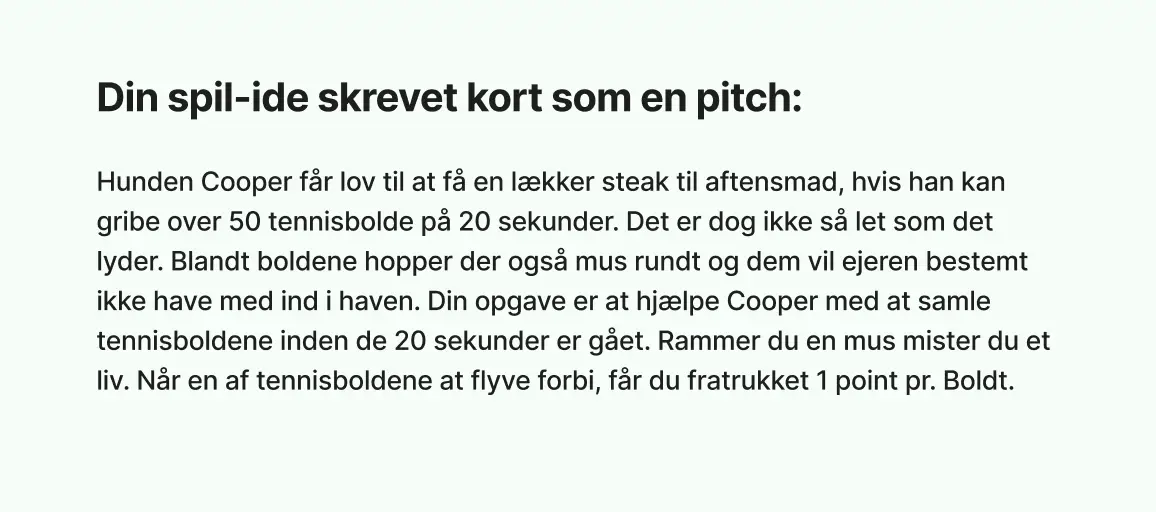 Din spil-ide skrevet kort som en pitch:
Hunden Cooper får lov til at få en lækker steak til aftensmad, hvis han kan
gribe over 50 tennisbolde på 20 sekunder. Det er dog ikke så let som det
lyder. Blandt boldene hopper der også mus rundt og dem vil ejeren bestemt
ikke have med ind i haven. Din opgave er at hjælpe Cooper med at samle
tennisboldene inden de 20 sekunder er gået. Rammer du en mus mister du et
liv. Når en af tennisboldene at flyve forbi, får du fratrukket 1 point pr. Boldt.